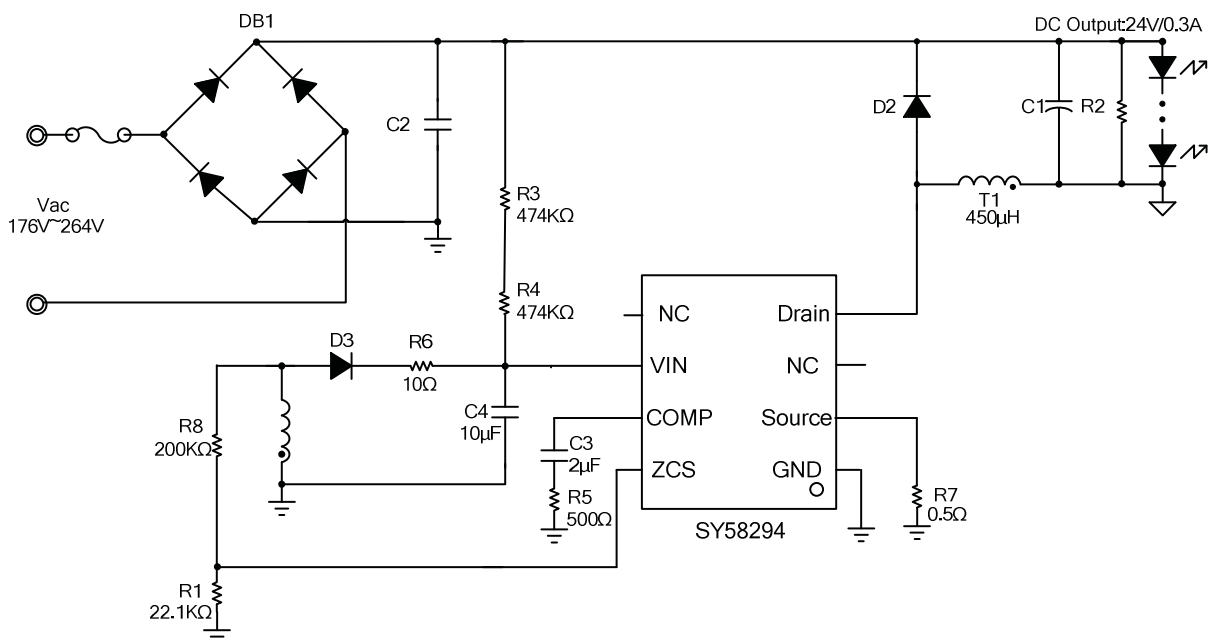 DB1
DC Output:24V/0.3A
C2
D2
C1
R2
Vac
176V~264V
R3
474KΩ
T1
450µH
R4
474KΩ
NC
Drain
D3
R6
10Ω
VIN
NC
C4
10µF
COMP
Source
R8
200KΩ
C3
2µF
ZCS
GND
R5
500Ω
R7
0.5Ω
SY58294
R1
22.1KΩ